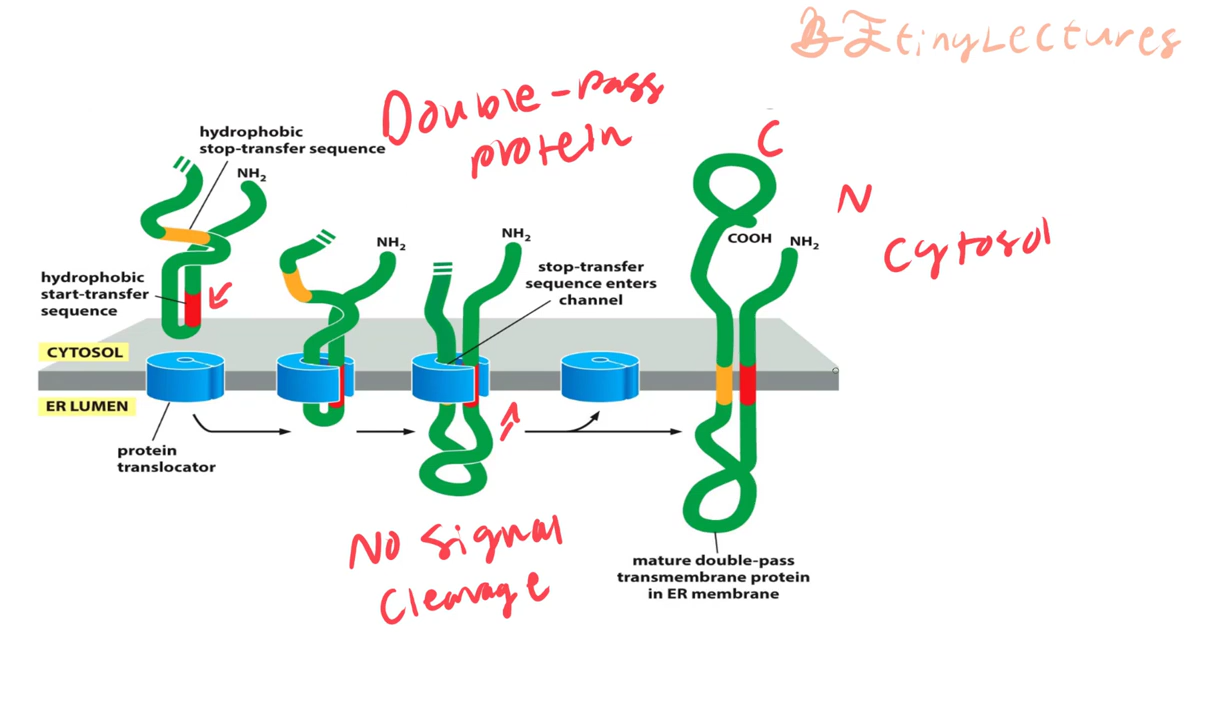 tinyLectures
Double-pass
protein
hydrophobic
stop-transfer sequence
NH2
hydrophobic
start-transfer
sequence
NH2
NH2
stop-transfer
sequence enters
channel
C
N
Cytosol
COOH
NH2
CYTOSOL
ER LUMEN
protein
translocator
No signal
cleavage
mature double-pass
transmembrane protein
in ER membrane